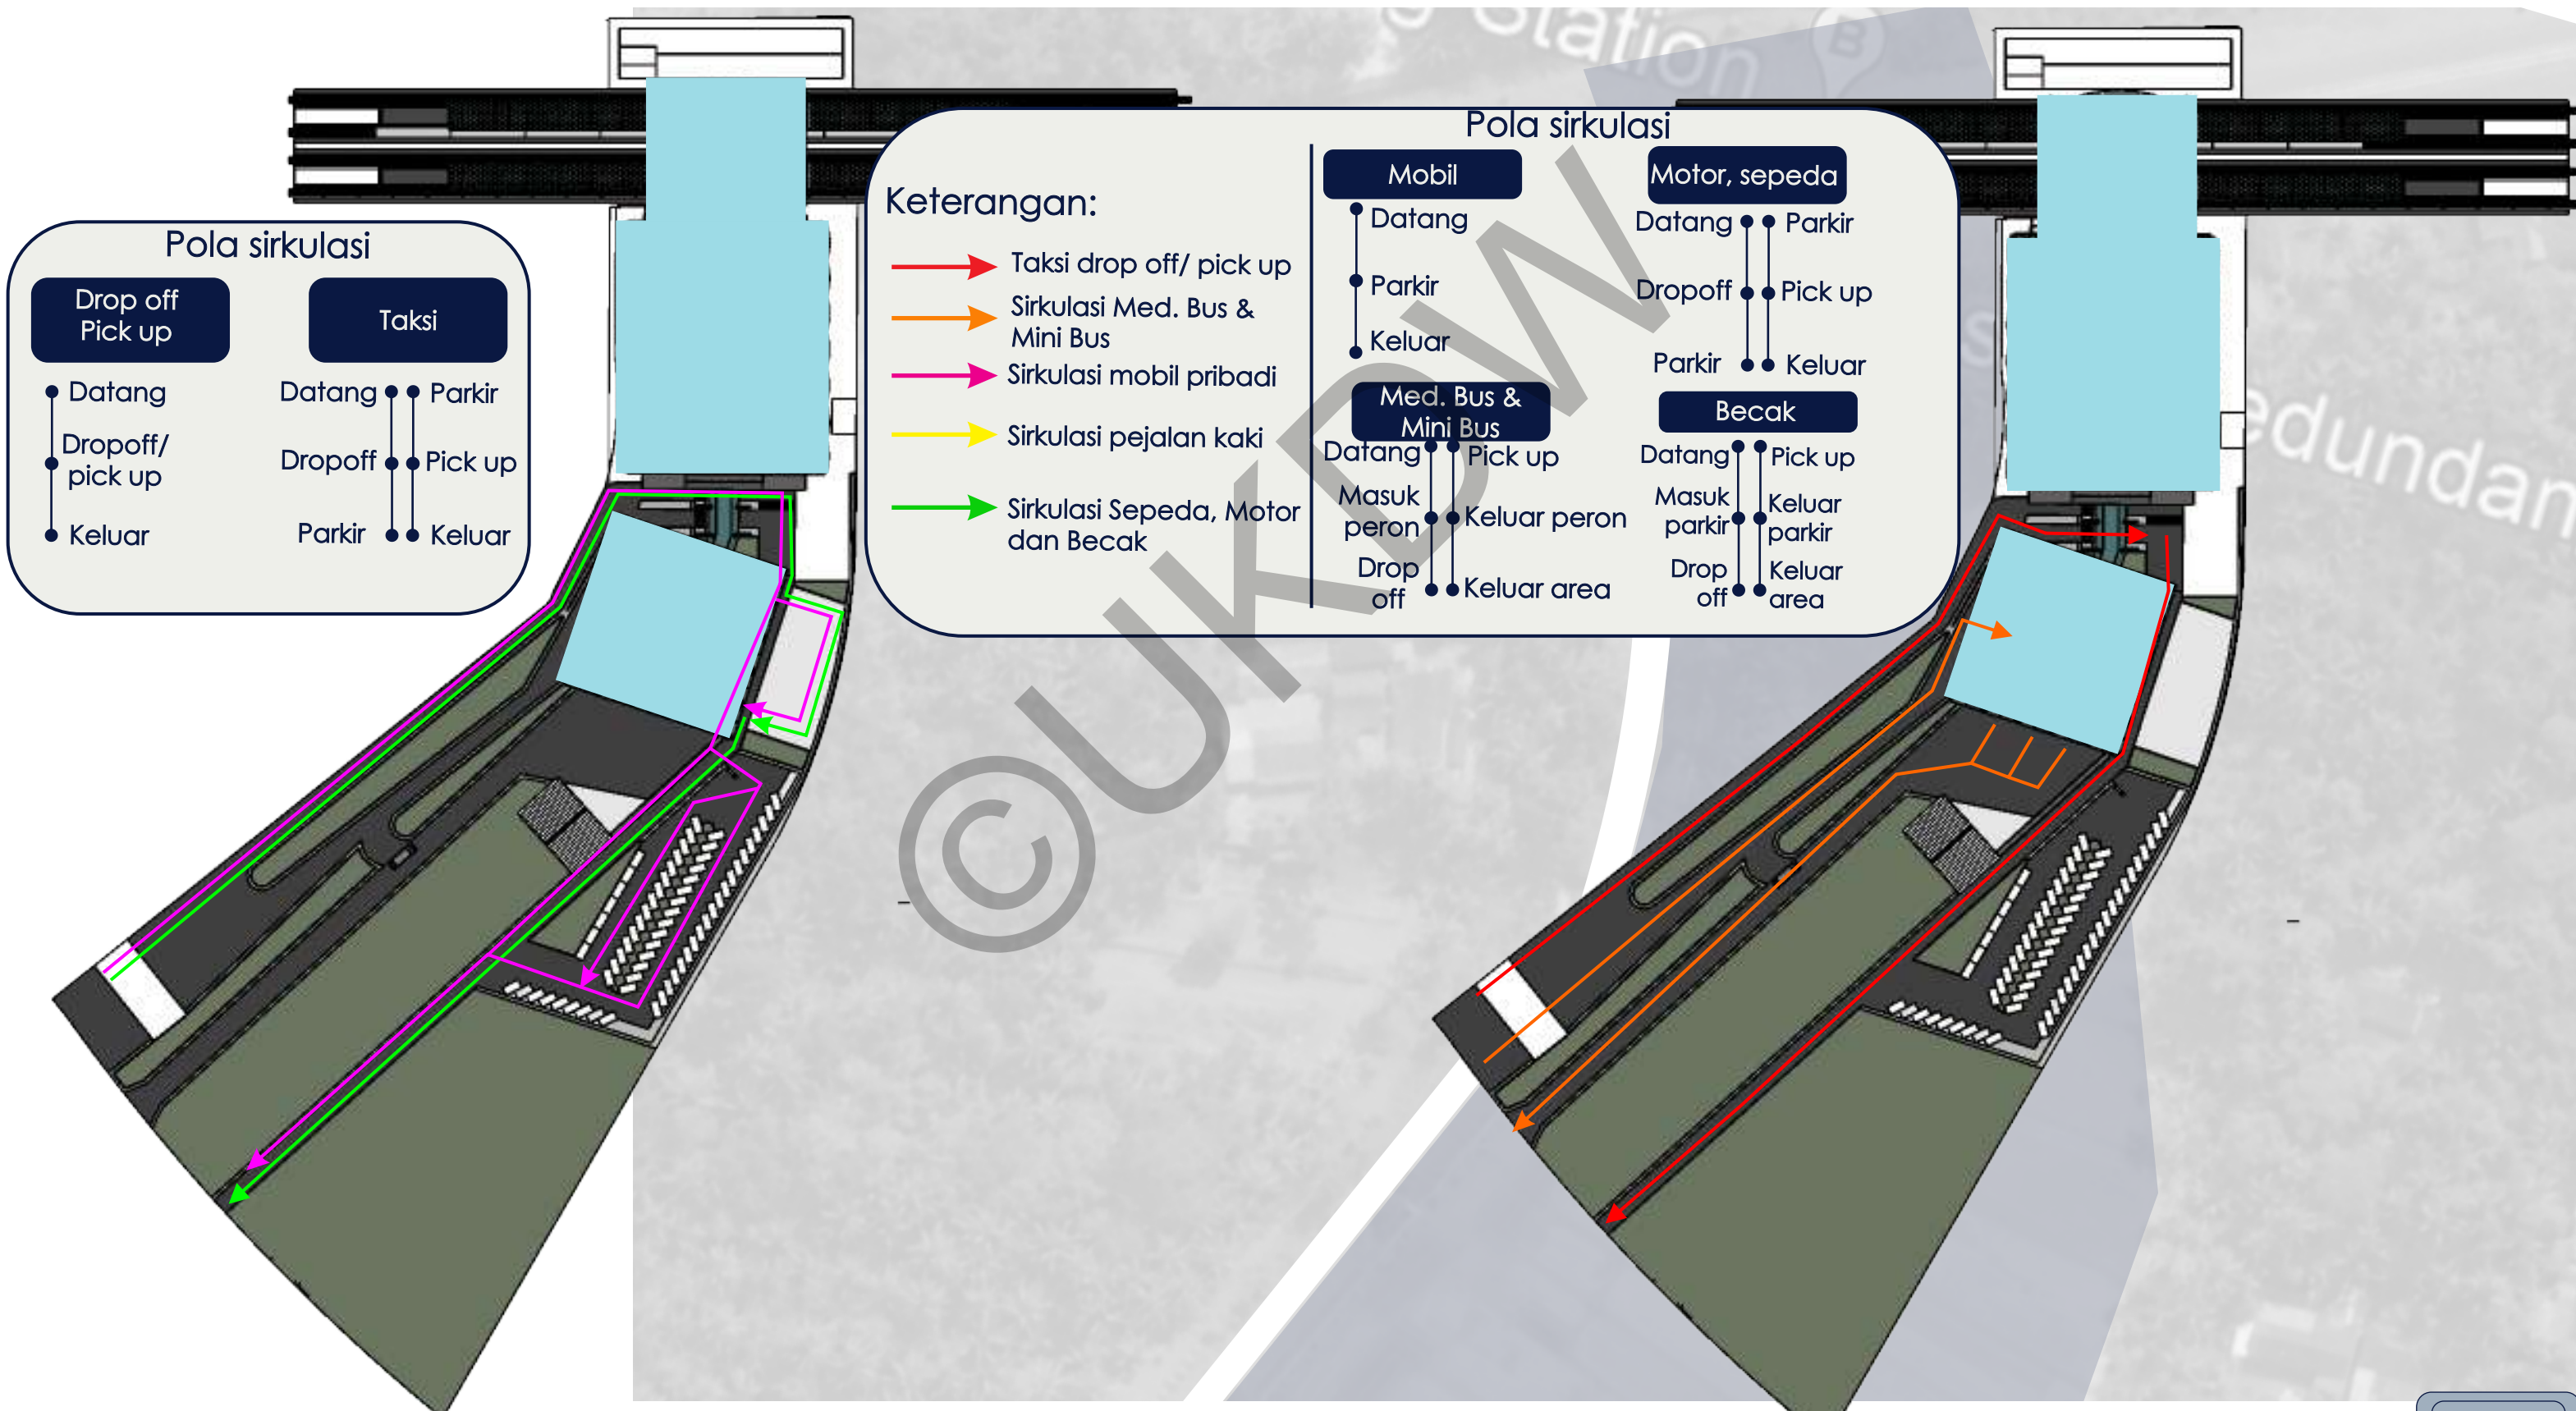 Station
B
edundan
Pola sirkulasi
Drop off
Pick up
Datang
Dropoff/
pick up
Keluar
Taksi
Datang
Dropoff
Parkir
Parkir
Pick up
Keluar
Keterangan:
Taksi drop off/ pick up
Sirkulasi Med. Bus &
Mini Bus
Sirkulasi mobil pribadi
Sirkulasi pejalan kaki
Sirkulasi Sepeda, Motor
dan Becak
Pola sirkulasi
Mobil
Datang
Parkir
Keluar
Motor, sepeda
Datang
Dropoff
Parkir
Parkir
Pick up
Keluar
Med. Bus &
Mini Bus
Datang
Masuk
peron
Drop
off
Pick up
Keluar peron
Keluar area
Becak
Datang
Masuk
parkir
Drop
off
Pick up
Keluar
parkir
Keluar
area
©UKDW